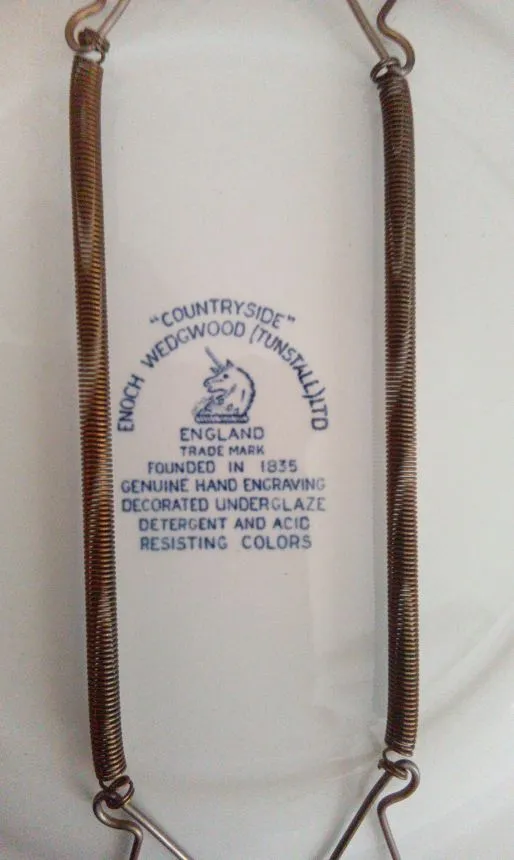 "COUNTRYSIDE"
ENOCH WEDGWOOD (TUNSTALL) LTD
ENGLAND
TRADE MARK
FOUNDED IN 1835
GENUINE HAND ENGRAVING
DECORATED UNDERGLAZE
DETERGENT AND ACID
RESISTING COLORS